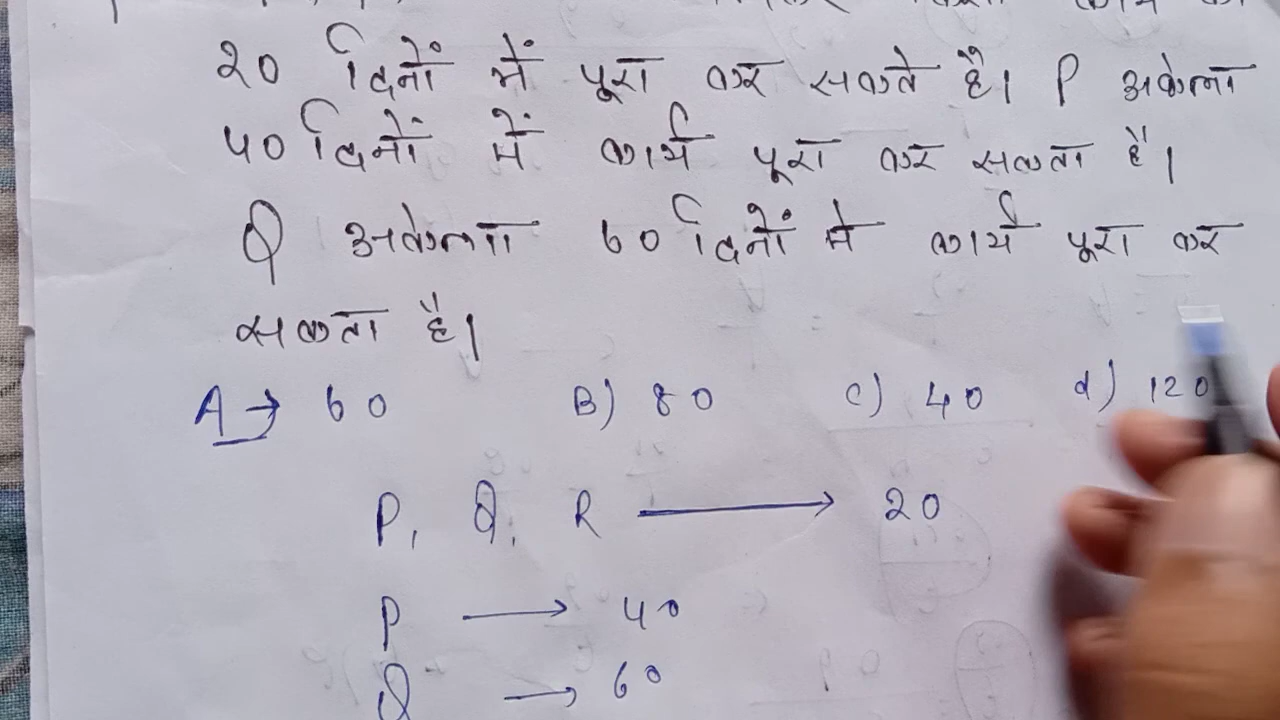 20 दिनों में पूरा कर सकते है। P अकेला
40 दिनों में कार्य पूरा कर सकता है।
Q अकेला 60 दिनों मे कार्य पूरा कर
सकता है।
A → 60 B) 80 C) 40 d) 120
P, Q, R → 20
P → 40
Q → 60